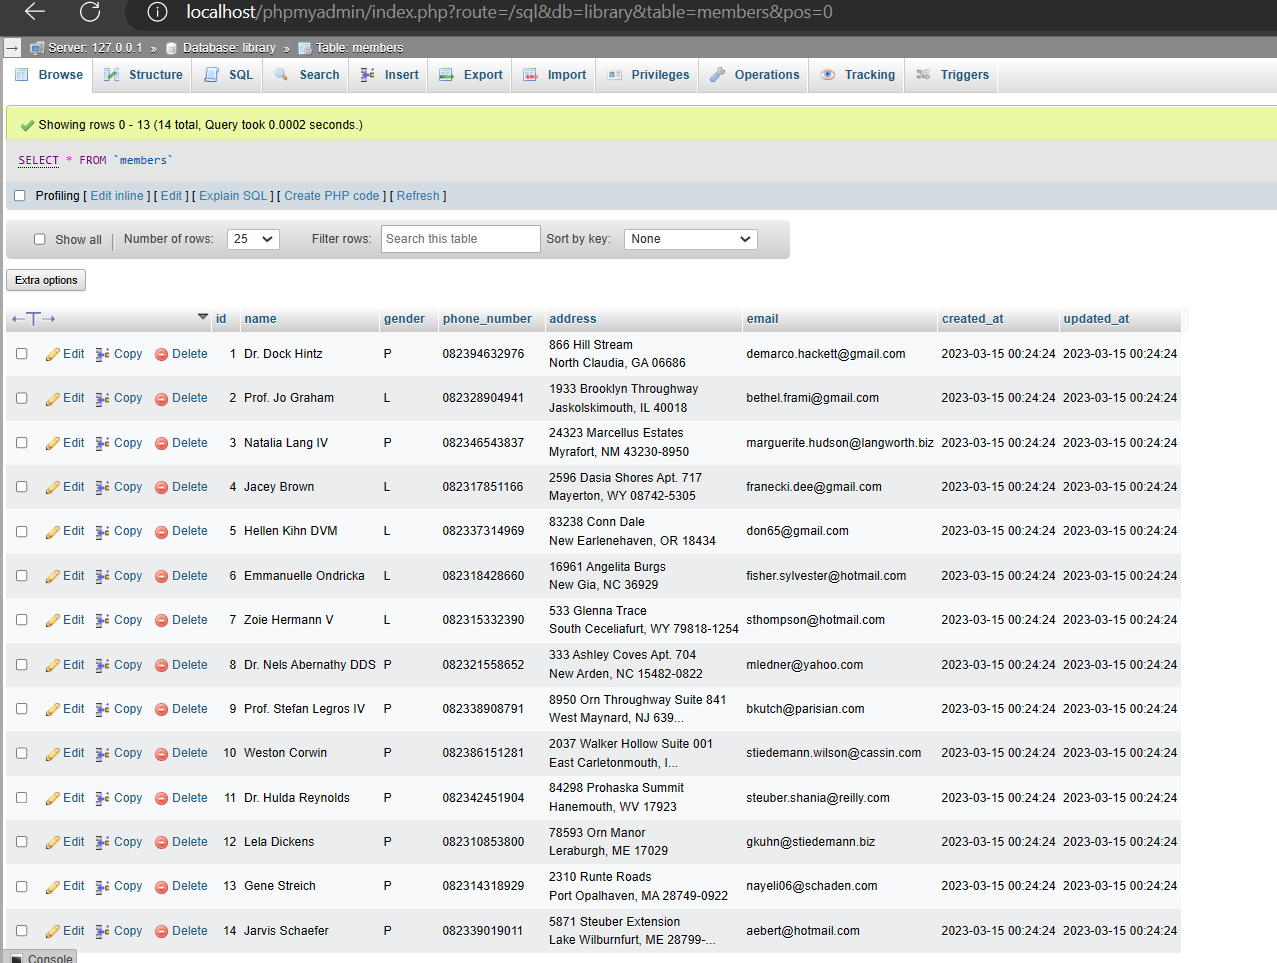 localhost/phpmyadmin/index.php?route=/sql&db=library&table=members&pos=0
Server: 127.0.0.1 » Database: library » Table: members
Browse Structure SQL Search Insert Export Import Privileges Operations Tracking Triggers
Showing rows 0 - 13 (14 total, Query took 0.0002 seconds.)
SELECT * FROM `members`
Profiling [ Edit inline ] [ Edit ] [ Explain SQL ] [ Create PHP code ] [ Refresh ]
Show all | Number of rows: 25 Filter rows: Search this table Sort by key: None
Extra options
←T→ id name gender phone_number address email created_at updated_at
Edit Copy Delete 1 Dr. Dock Hintz P 082394632976 866 Hill Stream demarco.hackett@gmail.com 2023-03-15 00:24:24 2023-03-15 00:24:24
North Claudia, GA 06686
Edit Copy Delete 2 Prof. Jo Graham L 082328904941 1933 Brooklyn Throughway bethel.frami@gmail.com 2023-03-15 00:24:24 2023-03-15 00:24:24
Jaskolskimouth, IL 40018
Edit Copy Delete 3 Natalia Lang IV P 082346543837 24323 Marcellus Estates marguerite.hudson@langworth.biz 2023-03-15 00:24:24 2023-03-15 00:24:24
Myrafort, NM 43230-8950
Edit Copy Delete 4 Jacey Brown L 082317851166 2596 Dasia Shores Apt. 717 franecki.dee@gmail.com 2023-03-15 00:24:24 2023-03-15 00:24:24
Mayerton, WY 08742-5305
Edit Copy Delete 5 Hellen Kihn DVM L 082337314969 83238 Conn Dale don65@gmail.com 2023-03-15 00:24:24 2023-03-15 00:24:24
New Earlenehaven, OR 18434
Edit Copy Delete 6 Emmanuelle Ondricka L 082318428660 16961 Angelita Burgs fisher.sylvester@hotmail.com 2023-03-15 00:24:24 2023-03-15 00:24:24
New Gia, NC 36929
Edit Copy Delete 7 Zoie Hermann V L 082315332390 533 Glenna Trace sthompson@hotmail.com 2023-03-15 00:24:24 2023-03-15 00:24:24
South Ceceliafurt, WY 79818-1254
Edit Copy Delete 8 Dr. Nels Abernathy DDS P 082321558652 333 Ashley Coves Apt. 704 mledner@yahoo.com 2023-03-15 00:24:24 2023-03-15 00:24:24
New Arden, NC 15482-0822
Edit Copy Delete 9 Prof. Stefan Legros IV P 082338908791 8950 Orn Throughway Suite 841 bkutch@parisian.com 2023-03-15 00:24:24 2023-03-15 00:24:24
West Maynard, NJ 639...
Edit Copy Delete 10 Weston Corwin P 082386151281 2037 Walker Hollow Suite 001 stiedemann.wilson@cassin.com 2023-03-15 00:24:24 2023-03-15 00:24:24
East Carletonmouth, I...
Edit Copy Delete 11 Dr. Hulda Reynolds P 082342451904 84298 Prohaska Summit steuber.shania@reilly.com 2023-03-15 00:24:24 2023-03-15 00:24:24
Hanemouth, WV 17923
Edit Copy Delete 12 Lela Dickens P 082310853800 78593 Orn Manor gkuhn@stiedemann.biz 2023-03-15 00:24:24 2023-03-15 00:24:24
Leraburgh, ME 17029
Edit Copy Delete 13 Gene Streich P 082314318929 2310 Runte Roads nayeli06@schaden.com 2023-03-15 00:24:24 2023-03-15 00:24:24
Port Opalhaven, MA 28749-0922
Edit Copy Delete 14 Jarvis Schaefer P 082339019011 5871 Steuber Extension aebert@hotmail.com 2023-03-15 00:24:24 2023-03-15 00:24:24
Lake Wilburnfurt, ME 28799-...
Console